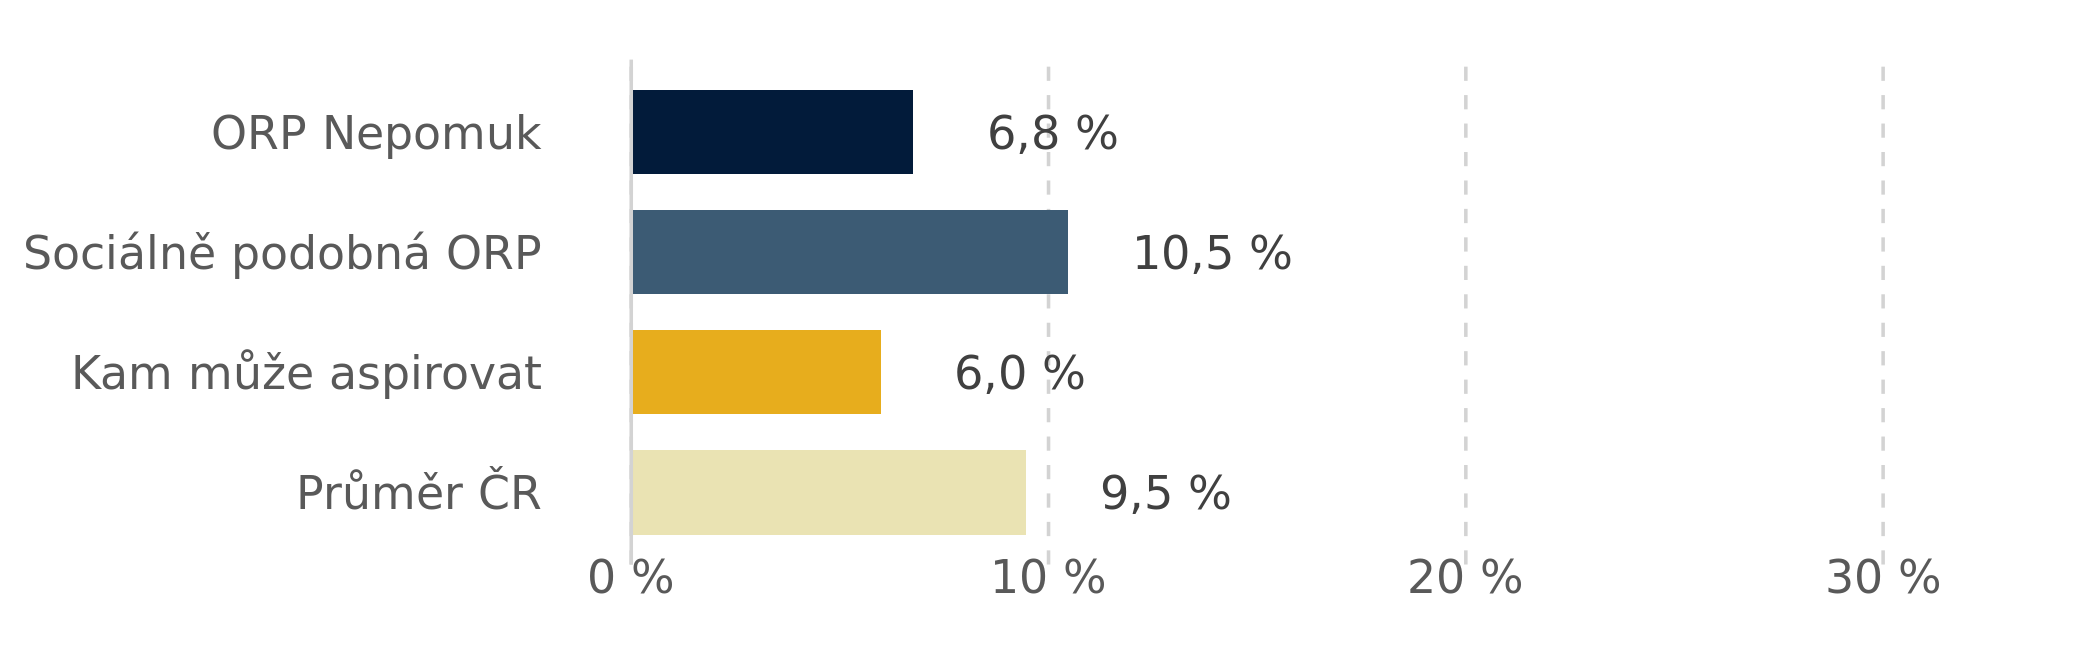 ORP Nepomuk 6,8 %
Sociálně podobná ORP 10,5 %
Kam může aspirovat 6,0 %
Průměr ČR 9,5 %
0 % 10 % 20 % 30 %